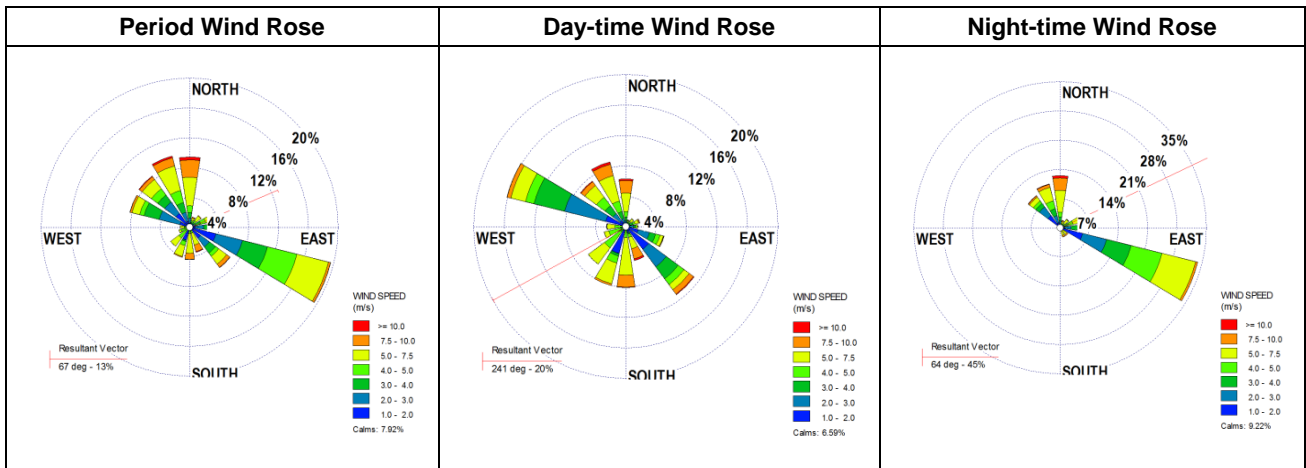 Period Wind Rose
Day-time Wind Rose
Night-time Wind Rose
NORTH
20%
16%
12%
8%
4%
WEST
EAST
WIND SPEED
(m/s)
>= 10.0
7.5 - 10.0
5.0 - 7.5
4.0 - 5.0
3.0 - 4.0
2.0 - 3.0
1.0 - 2.0
Calms: 7.92%
Resultant Vector
67 deg - 13%
SOUTH
NORTH
20%
16%
12%
8%
4%
WEST
EAST
WIND SPEED
(m/s)
>= 10.0
7.5 - 10.0
5.0 - 7.5
4.0 - 5.0
3.0 - 4.0
2.0 - 3.0
1.0 - 2.0
Calms: 6.59%
Resultant Vector
241 deg - 20%
SOUTH
NORTH
35%
28%
21%
14%
7%
WEST
EAST
WIND SPEED
(m/s)
>= 10.0
7.5 - 10.0
5.0 - 7.5
4.0 - 5.0
3.0 - 4.0
2.0 - 3.0
1.0 - 2.0
Calms: 9.22%
Resultant Vector
64 deg - 45%
SOUTH